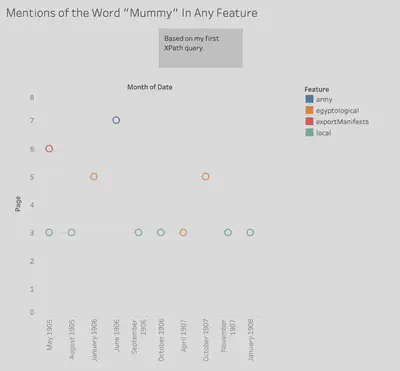 Mentions of the Word "Mummy" In Any Feature
Based on my first
XPath query.
Month of Date
Feature
army
egyptological
exportManifests
local
Page
8
7
6
5
4
3
2
1
0
May 1905
August 1905
January 1906
June 1906
September
1906
October 1906
April 1907
October 1907
November
1907
January 1908